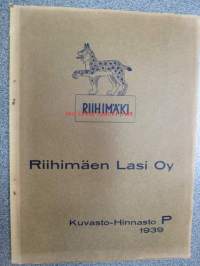 RIIHIMÄKI
Riihimäen Lasi Oy
Kuvasto-Hinnasto P
1939